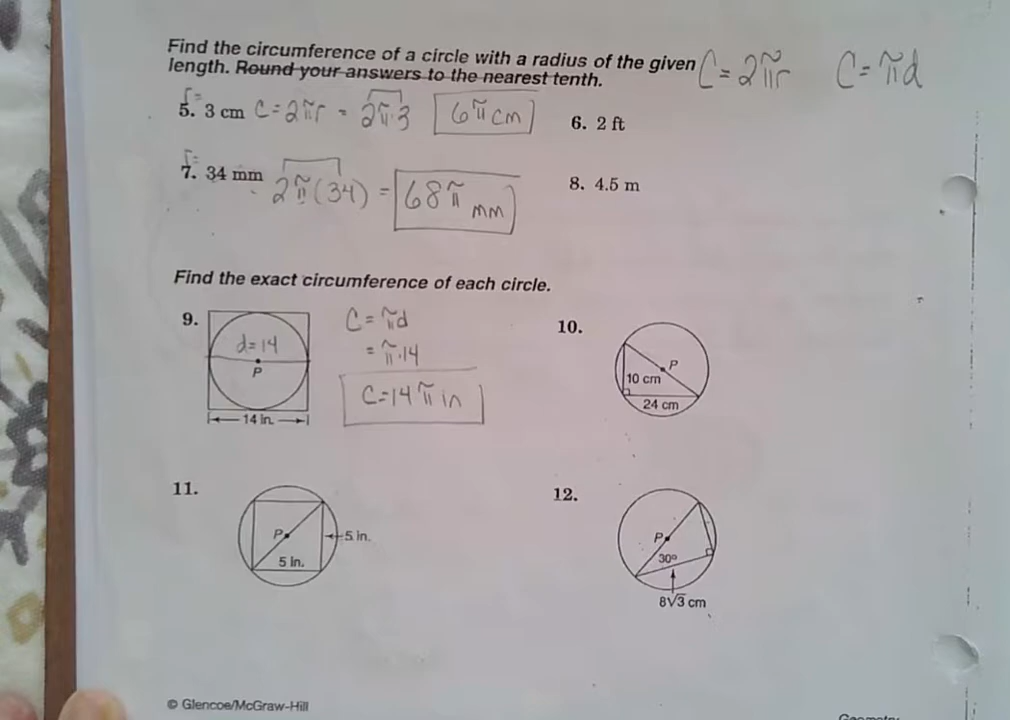 Find the circumference of a circle with a radius of the given C = 2πr C = πd
length. Round your answers to the nearest tenth.
r =
5. 3 cm C = 2πr = 2π·3 6π cm
6. 2 ft
r =
7. 34 mm 2π(34) = 68π mm
8. 4.5 m
Find the exact circumference of each circle.
9.
d = 14
P
14 in.
C = πd
= π·14
C = 14π in
10.
P
10 cm
24 cm
11.
P
5 in.
5 in.
12.
P
30°
8√3 cm
© Glencoe/McGraw-Hill
Geometry